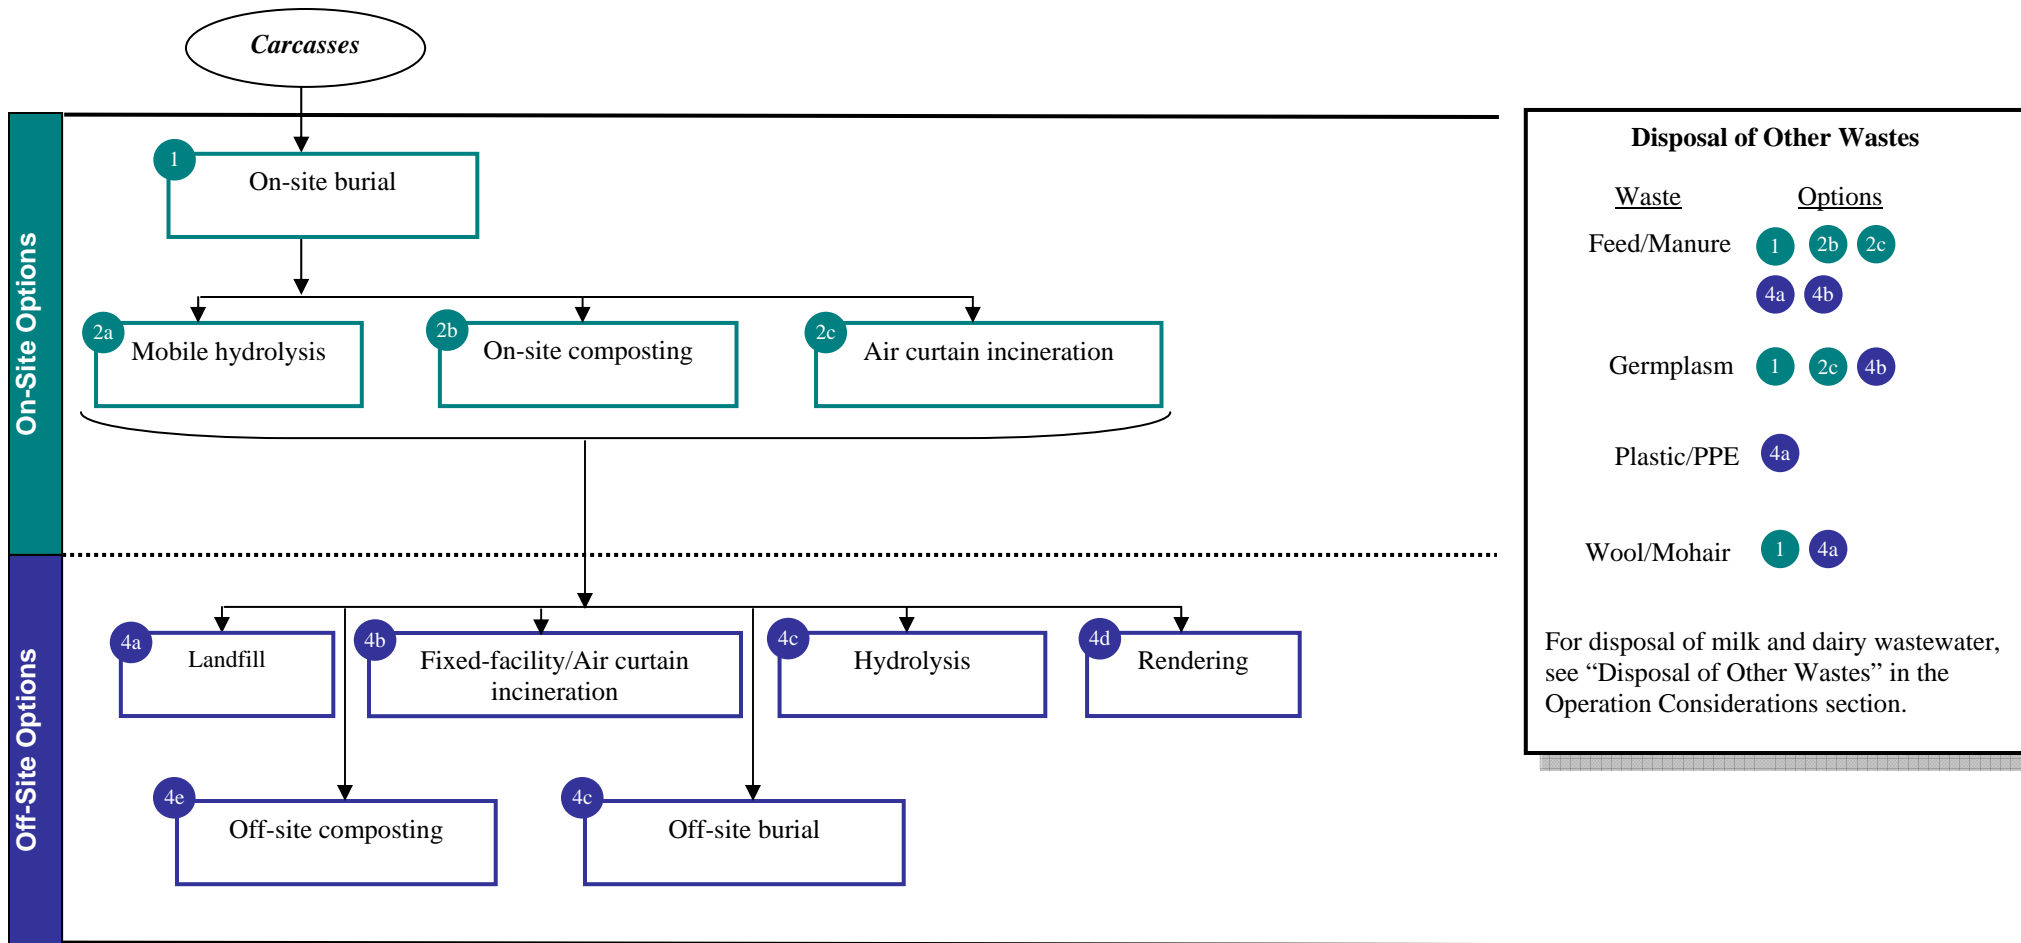 Carcasses
On-Site Options
1
On-site burial
2a
Mobile hydrolysis
2b
On-site composting
2c
Air curtain incineration
Off-Site Options
4a
Landfill
4b
Fixed-facility/Air curtain
incineration
4c
Hydrolysis
4d
Rendering
4e
Off-site composting
4c
Off-site burial
Disposal of Other Wastes
Waste Options
Feed/Manure 1 2b 2c
4a 4b
Germplasm 1 2c 4b
Plastic/PPE 4a
Wool/Mohair 1 4a
For disposal of milk and dairy wastewater,
see “Disposal of Other Wastes” in the
Operation Considerations section.